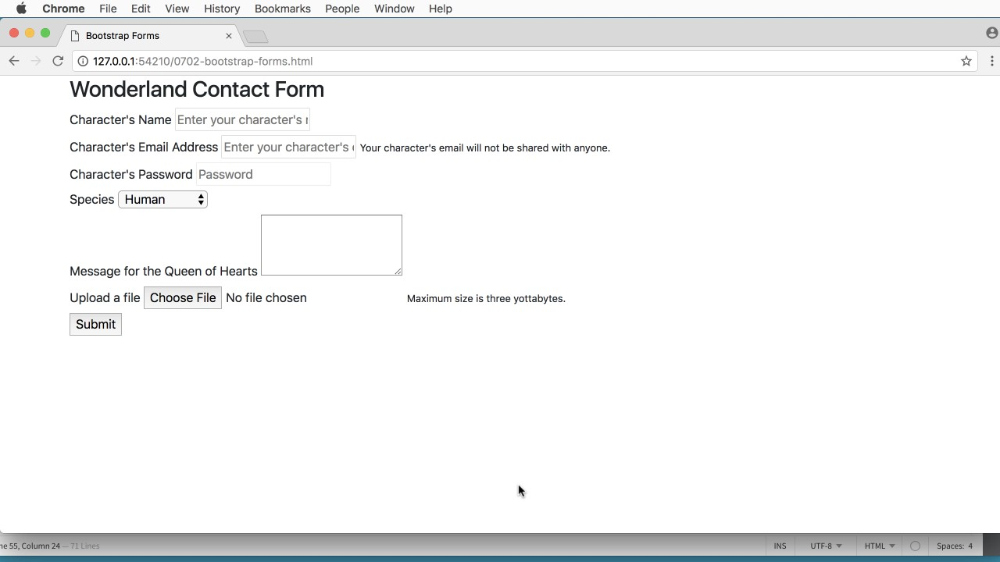 Chrome File Edit View History Bookmarks People Window Help
Bootstrap Forms
127.0.0.1:54210/0702-bootstrap-forms.html
Wonderland Contact Form
Character's Name Enter your character's
Character's Email Address Enter your character's Your character's email will not be shared with anyone.
Character's Password Password
Species Human
Message for the Queen of Hearts
Upload a file Choose File No file chosen Maximum size is three yottabytes.
Submit
55, Column 24 — 71 Lines INS UTF-8 HTML Spaces: 4